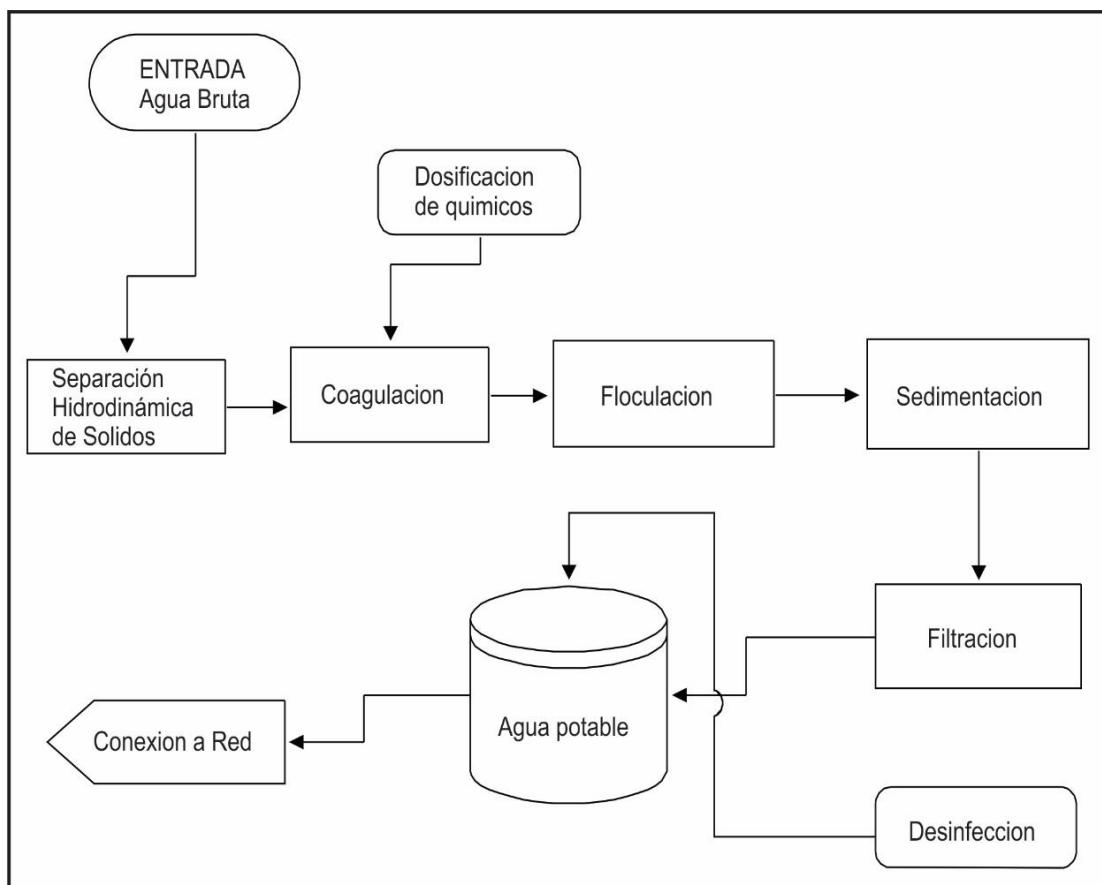 ENTRADA
Agua Bruta
Dosificacion
de quimicos
Separación
Hidrodinámica
de Solidos
Coagulacion
Floculacion
Sedimentacion
Filtracion
Agua potable
Conexion a Red
Desinfeccion